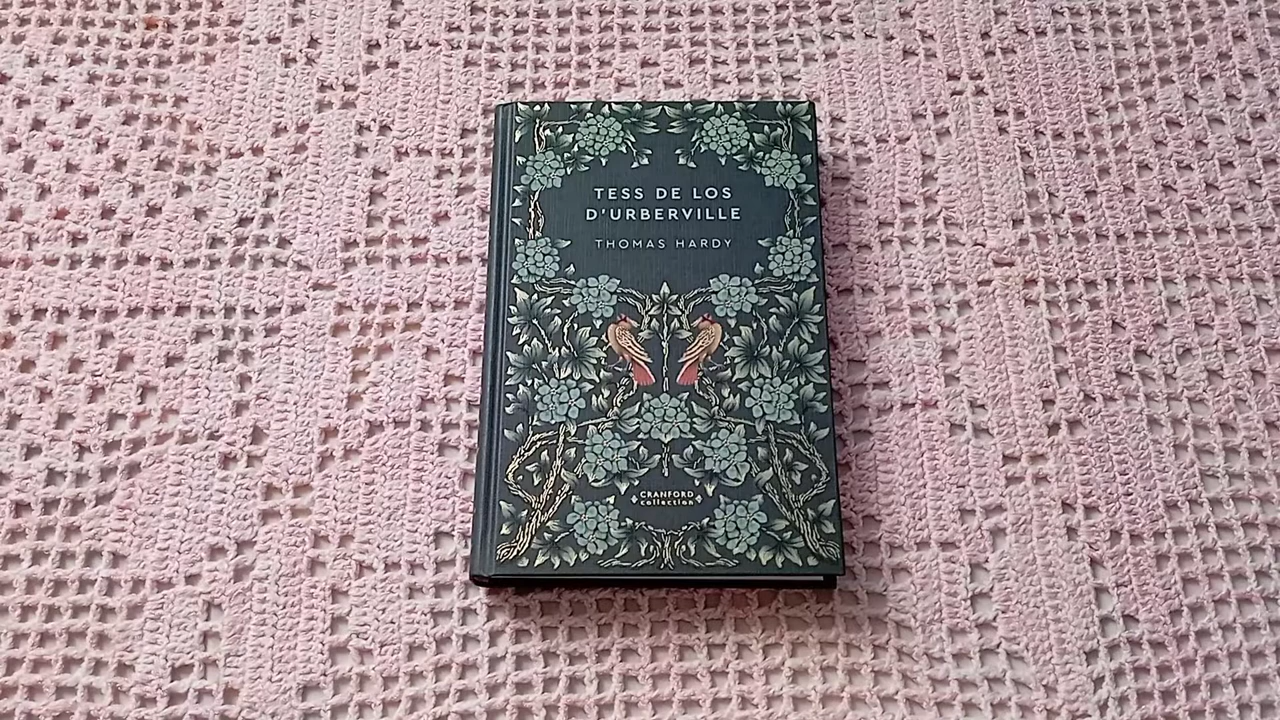 TESS DE LOS
D'URBERVILLE
THOMAS HARDY
CRANFORD
collection